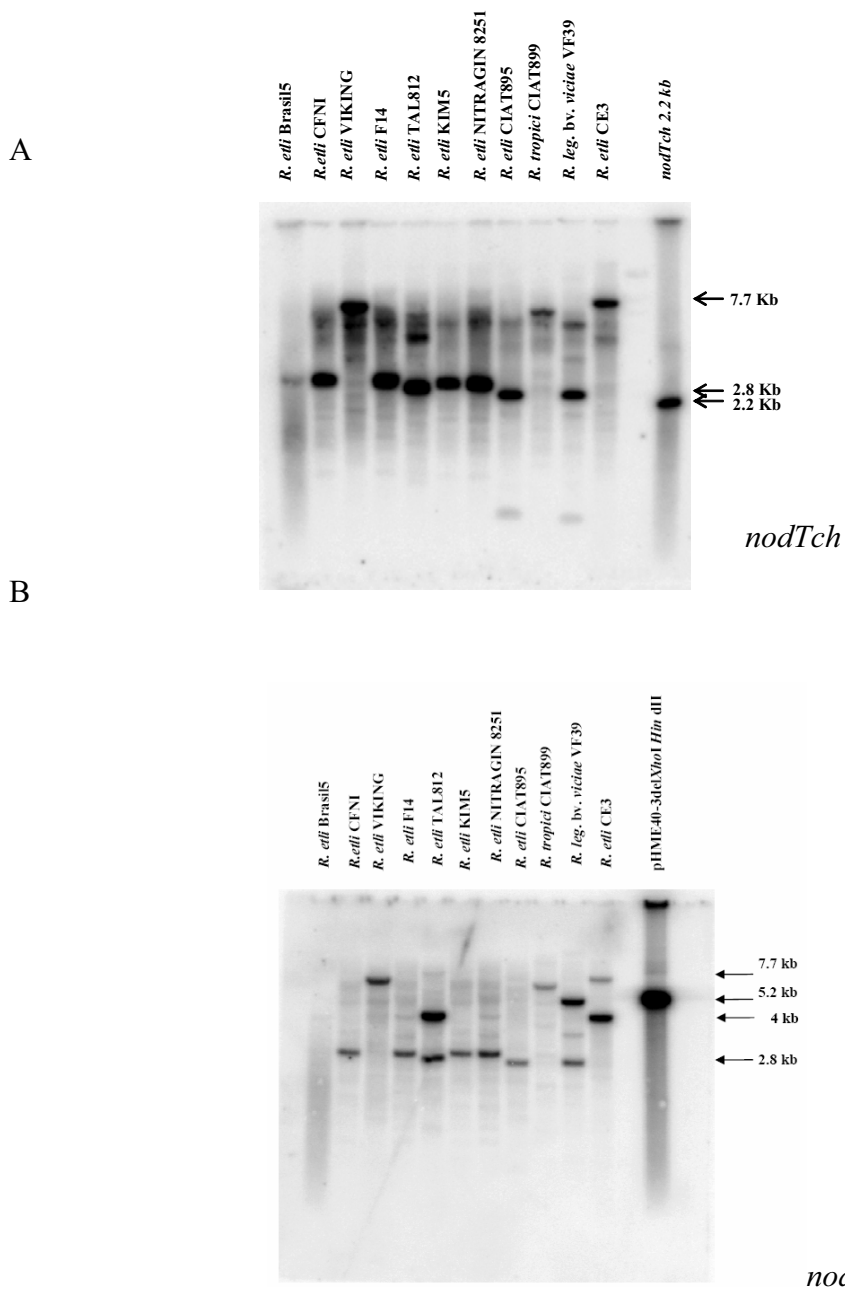 A
R. etli Brasil5
R.etli CFNI
R. etli VIKING
R. etli F14
R. etli TAL812
R. etli KIM5
R. etli NITRAGIN 8251
R. etli CIAT895
R. tropici CIAT899
R. leg. bv. viciae VF39
R. etli CE3
nodTch 2.2 kb
7.7 Kb
2.8 Kb
2.2 Kb
nodTch
B
R. etli Brasil5
R.etli CFNI
R. etli VIKING
R. etli F14
R. etli TAL812
R. etli KIM5
R. etli NITRAGIN 8251
R. etli CIAT895
R. tropici CIAT899
R. leg. bv. viciae VF39
R. etli CE3
pHME40-3delXhoI Hin dII
7.7 kb
5.2 kb
4 kb
2.8 kb